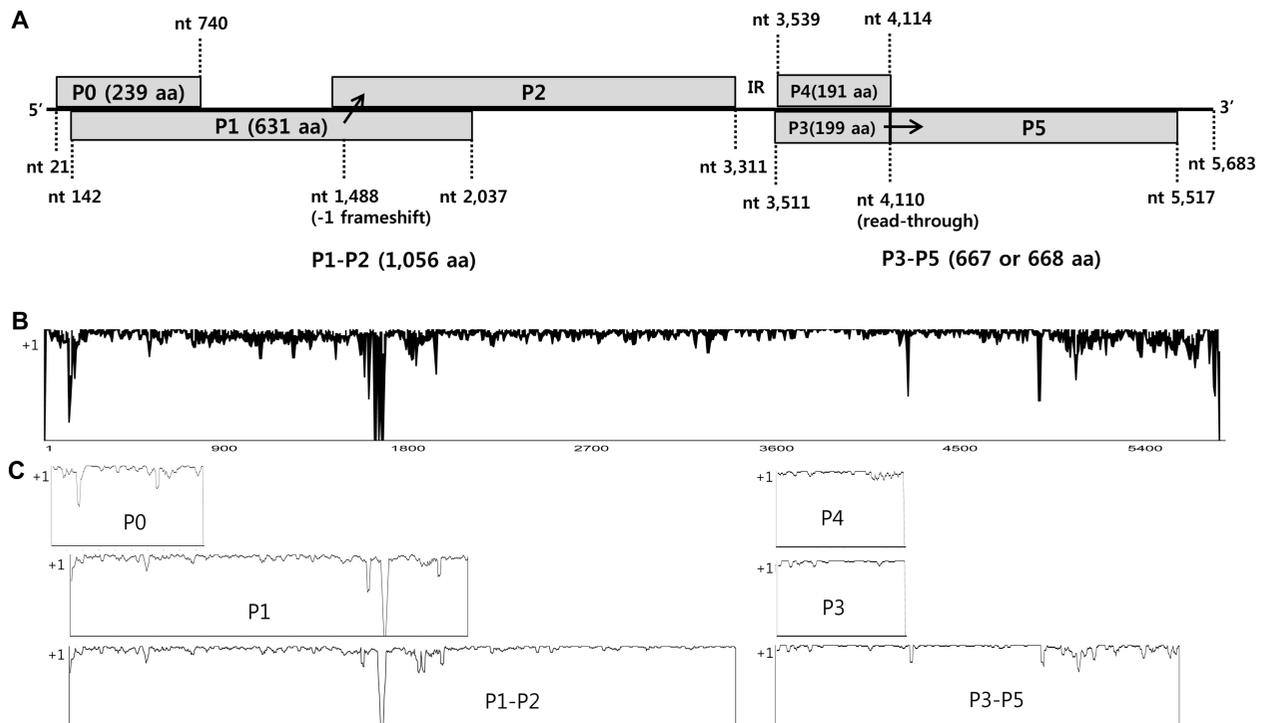 A
nt 740
nt 3,539 nt 4,114
P0 (239 aa) P2 IR P4(191 aa)
5′ 3′
P1 (631 aa) P3(199 aa) P5
nt 21 nt 3,311 nt 5,683
nt 142 nt 1,488 nt 2,037 nt 3,511 nt 4,110 nt 5,517
(-1 frameshift) (read-through)
P1-P2 (1,056 aa) P3-P5 (667 or 668 aa)
B
+1
1 900 1800 2700 3600 4500 5400
C
+1 +1
P0 P4
+1 +1
P1 P3
+1 +1
P1-P2 P3-P5